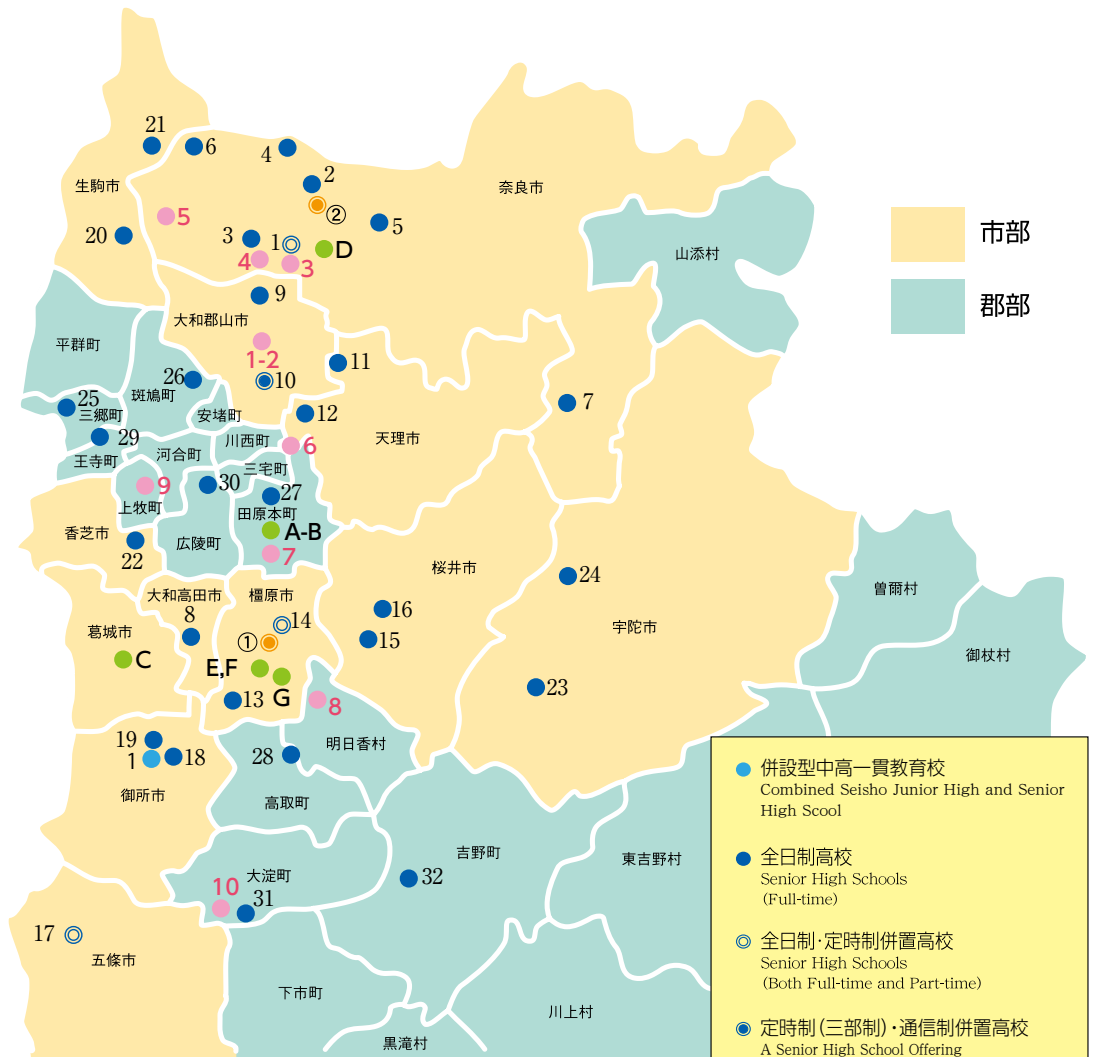 21
6
4
2
生駒市
奈良市
5
②
5
20
3
1
D
4
3
山添村
市部
9
大和郡山市
郡部
平群町
1-2
11
26
10
25
斑鳩町
7
三郷町
安堵町
12
29
川西町
天理市
6
王寺町
河合町
三宅町
9
30
27
上牧町
田原本町
A-B
香芝市
広陵町
7
22
桜井市
24
大和高田市
橿原市
曽爾村
8
14
16
葛城市
①
15
宇陀市
C
E,F
御杖村
G
13
23
8
19
明日香村
1
18
28
御所市
高取町
吉野町
東吉野村
大淀町
10
31
32
17
五條市
下市町
川上村
黒滝村
併設型中高一貫教育校
Combined Seisho Junior High and Senior
High Scool
全日制高校
Senior High Schools
(Full-time)
全日制・定時制併置高校
Senior High Schools
(Both Full-time and Part-time)
定時制(三部制)・通信制併置高校
A Senior High School Offering